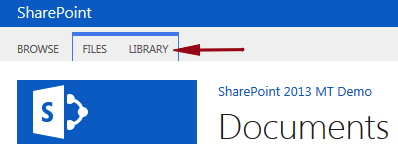 SharePoint
BROWSE FILES LIBRARY
S
SharePoint 2013 MT Demo
Documents